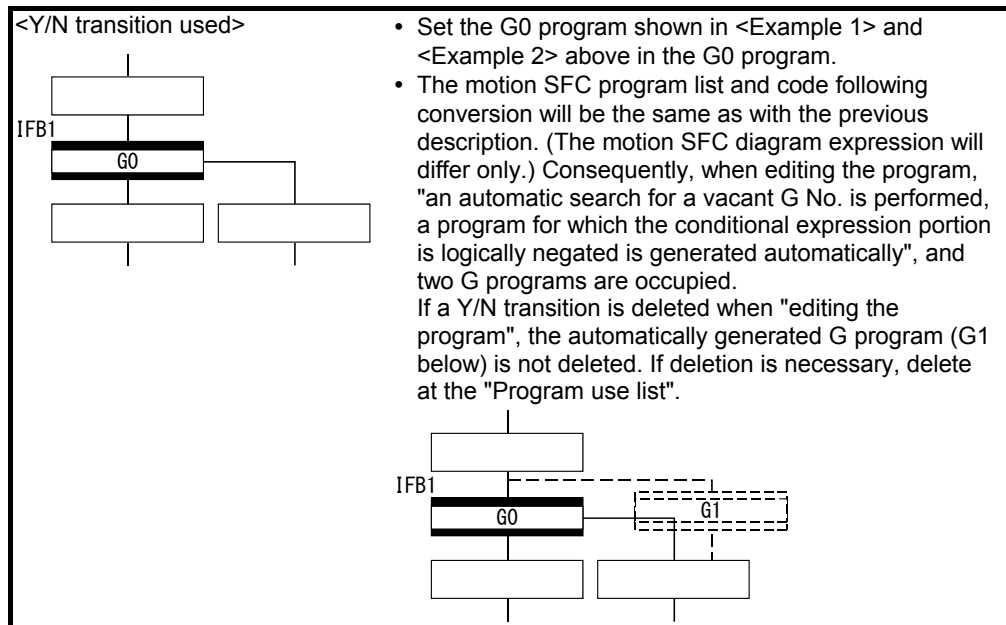 <Y/N transition used>
IFB1
G0
• Set the G0 program shown in <Example 1> and
<Example 2> above in the G0 program.
• The motion SFC program list and code following
conversion will be the same as with the previous
description. (The motion SFC diagram expression will
differ only.) Consequently, when editing the program,
"an automatic search for a vacant G No. is performed,
a program for which the conditional expression portion
is logically negated is generated automatically", and
two G programs are occupied.
If a Y/N transition is deleted when "editing the
program", the automatically generated G program (G1
below) is not deleted. If deletion is necessary, delete
at the "Program use list".
IFB1
G0
G1